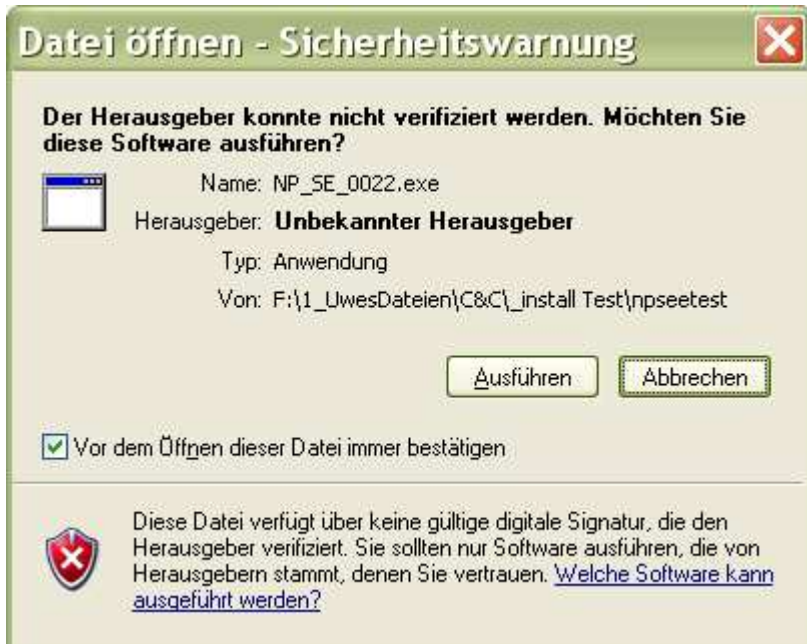 Datei öffnen - Sicherheitswarnung
Der Herausgeber konnte nicht verifiziert werden. Möchten Sie
diese Software ausführen?
Name: NP_SE_0022.exe
Herausgeber: Unbekannter Herausgeber
Typ: Anwendung
Von: F:\1_UwesDateien\C&C\_install Test\npseetest
Ausführen Abbrechen
Vor dem Öffnen dieser Datei immer bestätigen
Diese Datei verfügt über keine gültige digitale Signatur, die den
Herausgeber verifiziert. Sie sollten nur Software ausführen, die von
Herausgebern stammt, denen Sie vertrauen. Welche Software kann
ausgeführt werden?